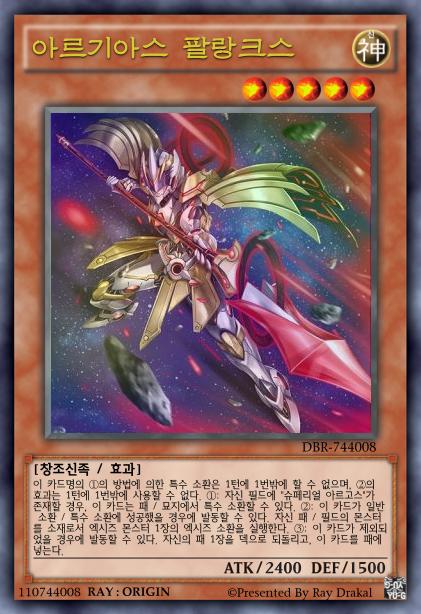 아르기아스 팔랑크스
신
神
DBR-744008
[창조신족 / 효과]
이 카드명의 ①의 방법에 의한 특수 소환은 1턴에 1번밖에 할 수 없으며, ②의
효과는 1턴에 1번밖에 사용할 수 없다. ①: 자신 필드에 "슈페리얼 아르고스"가
존재할 경우, 이 카드는 패 / 묘지에서 특수 소환할 수 있다. ②: 이 카드가 일반
소환 / 특수 소환에 성공했을 경우에 발동할 수 있다. 자신 패 / 필드의 몬스터
를 소재로서 엑시즈 몬스터 1장의 엑시즈 소환을 실행한다. ③: 이 카드가 제외되
었을 경우에 발동할 수 있다. 자신의 패 1장을 덱으로 되돌리고, 이 카드를 패에
넣는다.
ATK/2400 DEF/1500
110744008 RAY : ORIGIN
©Presented By Ray Drakal